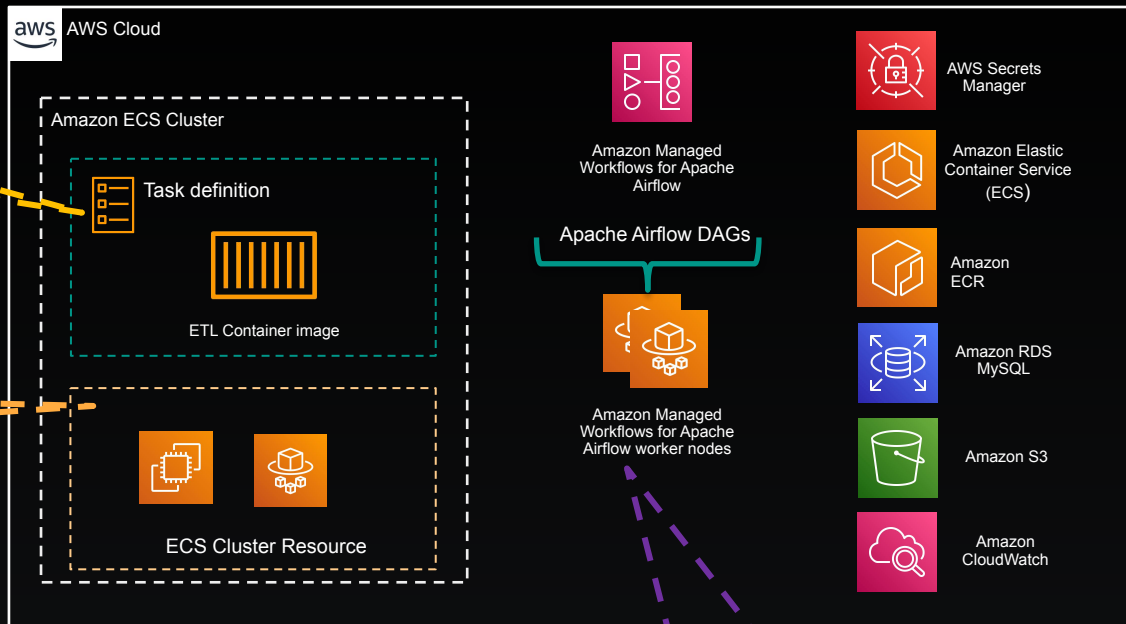 aws
AWS Cloud
Amazon ECS Cluster
Task definition
ETL Container image
ECS Cluster Resource
Amazon Managed
Workflows for Apache
Airflow
Apache Airflow DAGs
Amazon Managed
Workflows for Apache
Airflow worker nodes
AWS Secrets
Manager
Amazon Elastic
Container Service
(ECS)
Amazon
ECR
Amazon RDS
MySQL
Amazon S3
Amazon
CloudWatch